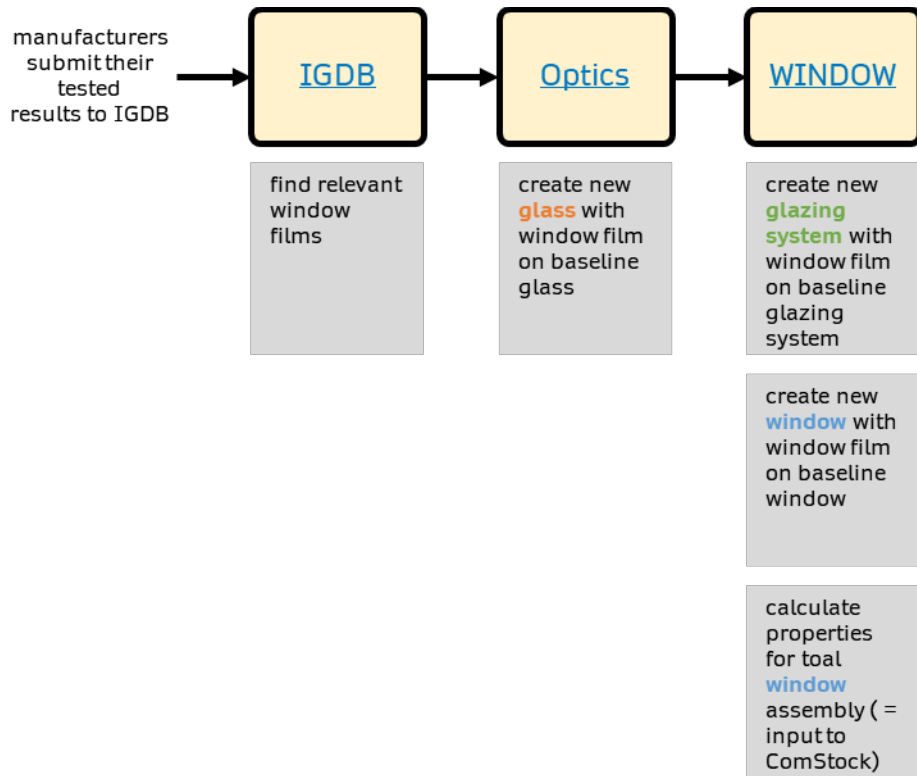 manufacturers
submit their
tested
results to IGDB
IGDB
Optics
WINDOW
find relevant
window
films
create new
glass with
window film
on baseline
glass
create new
glazing
system with
window film
on baseline
glazing
system
create new
window with
window film
on baseline
window
calculate
properties
for toal
window
assembly ( =
input to
ComStock)